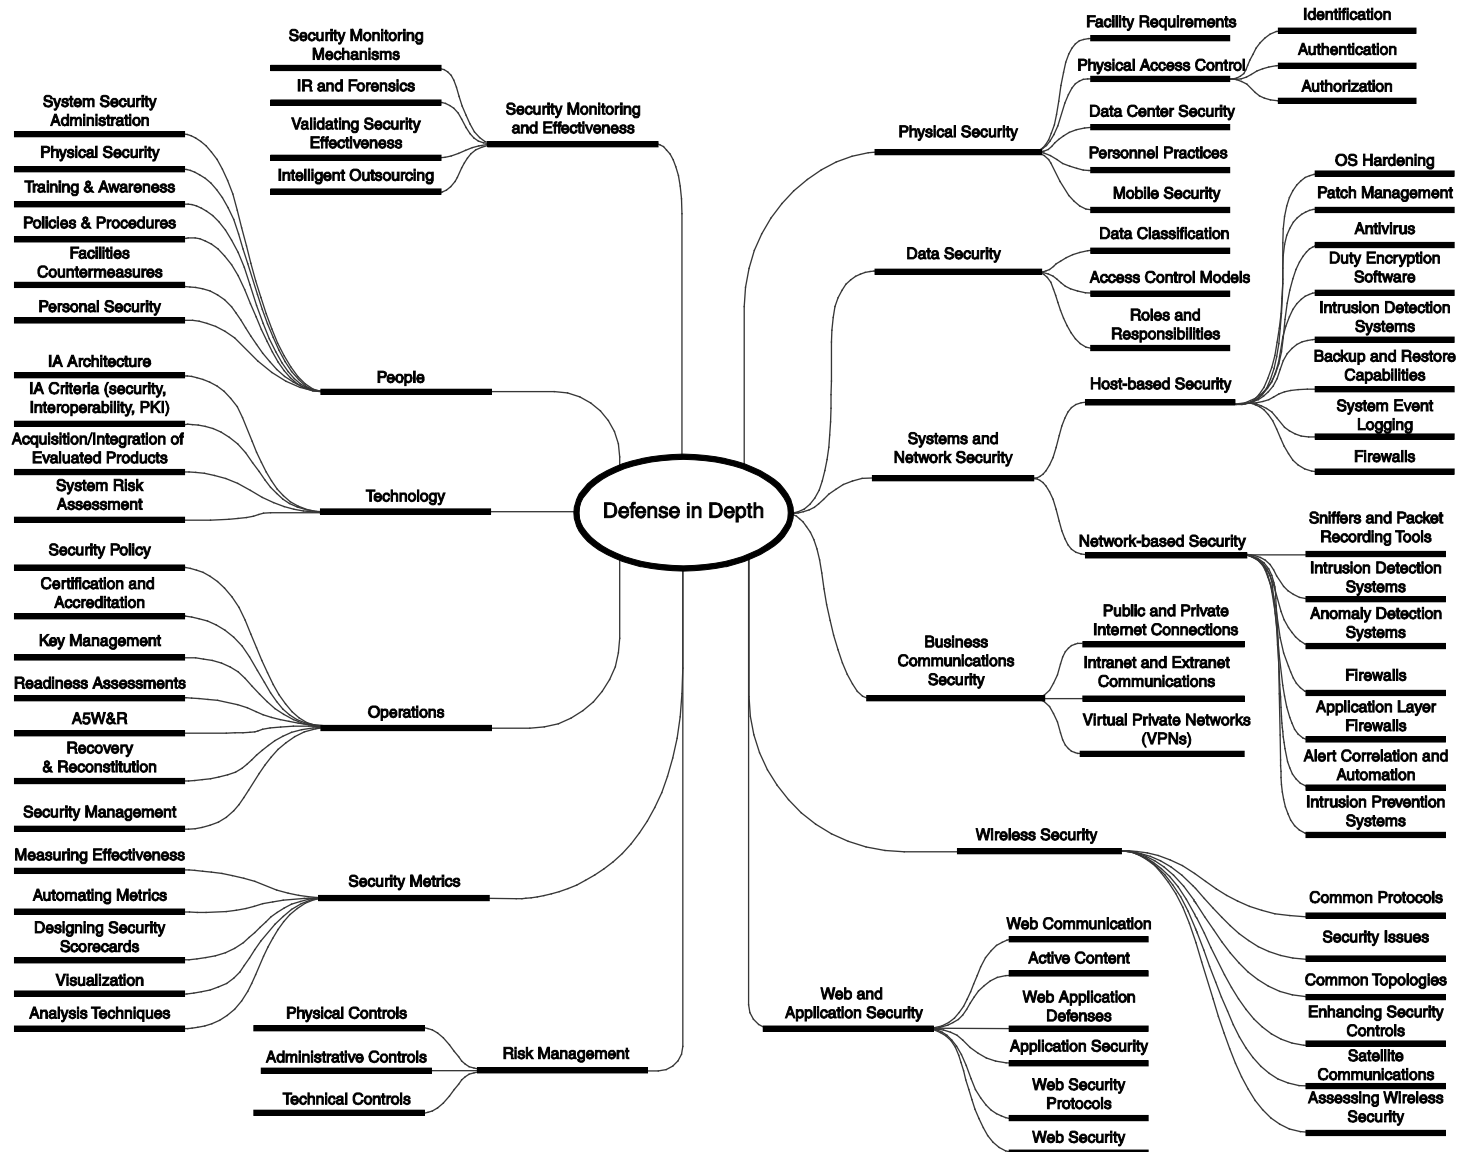 Security Monitoring
Mechanisms
IR and Forensics
Validating Security
Effectiveness
Intelligent Outsourcing
Security Monitoring
and Effectiveness
System Security
Administration
Physical Security
Training & Awareness
Policies & Procedures
Facilities
Countermeasures
Personal Security
People
IA Architecture
IA Criteria (security,
Interoperability, PKI)
Acquisition/Integration of
Evaluated Products
System Risk
Assessment
Technology
Security Policy
Certification and
Accreditation
Key Management
Readiness Assessments
A5W&R
Recovery
& Reconstitution
Security Management
Operations
Measuring Effectiveness
Automating Metrics
Designing Security
Scorecards
Visualization
Analysis Techniques
Security Metrics
Physical Controls
Administrative Controls
Technical Controls
Risk Management
Defense in Depth
Physical Security
Facility Requirements
Physical Access Control
Identification
Authentication
Authorization
Data Center Security
Personnel Practices
Mobile Security
Data Security
Data Classification
Access Control Models
Roles and
Responsibilities
Systems and
Network Security
Host-based Security
OS Hardening
Patch Management
Antivirus
Duty Encryption
Software
Intrusion Detection
Systems
Backup and Restore
Capabilities
System Event
Logging
Firewalls
Network-based Security
Sniffers and Packet
Recording Tools
Intrusion Detection
Systems
Anomaly Detection
Systems
Firewalls
Application Layer
Firewalls
Alert Correlation and
Automation
Intrusion Prevention
Systems
Business
Communications
Security
Public and Private
Internet Connections
Intranet and Extranet
Communications
Virtual Private Networks
(VPNs)
Wireless Security
Common Protocols
Security Issues
Common Topologies
Enhancing Security
Controls
Satellite
Communications
Assessing Wireless
Security
Web and
Application Security
Web Communication
Active Content
Web Application
Defenses
Application Security
Web Security
Protocols
Web Security